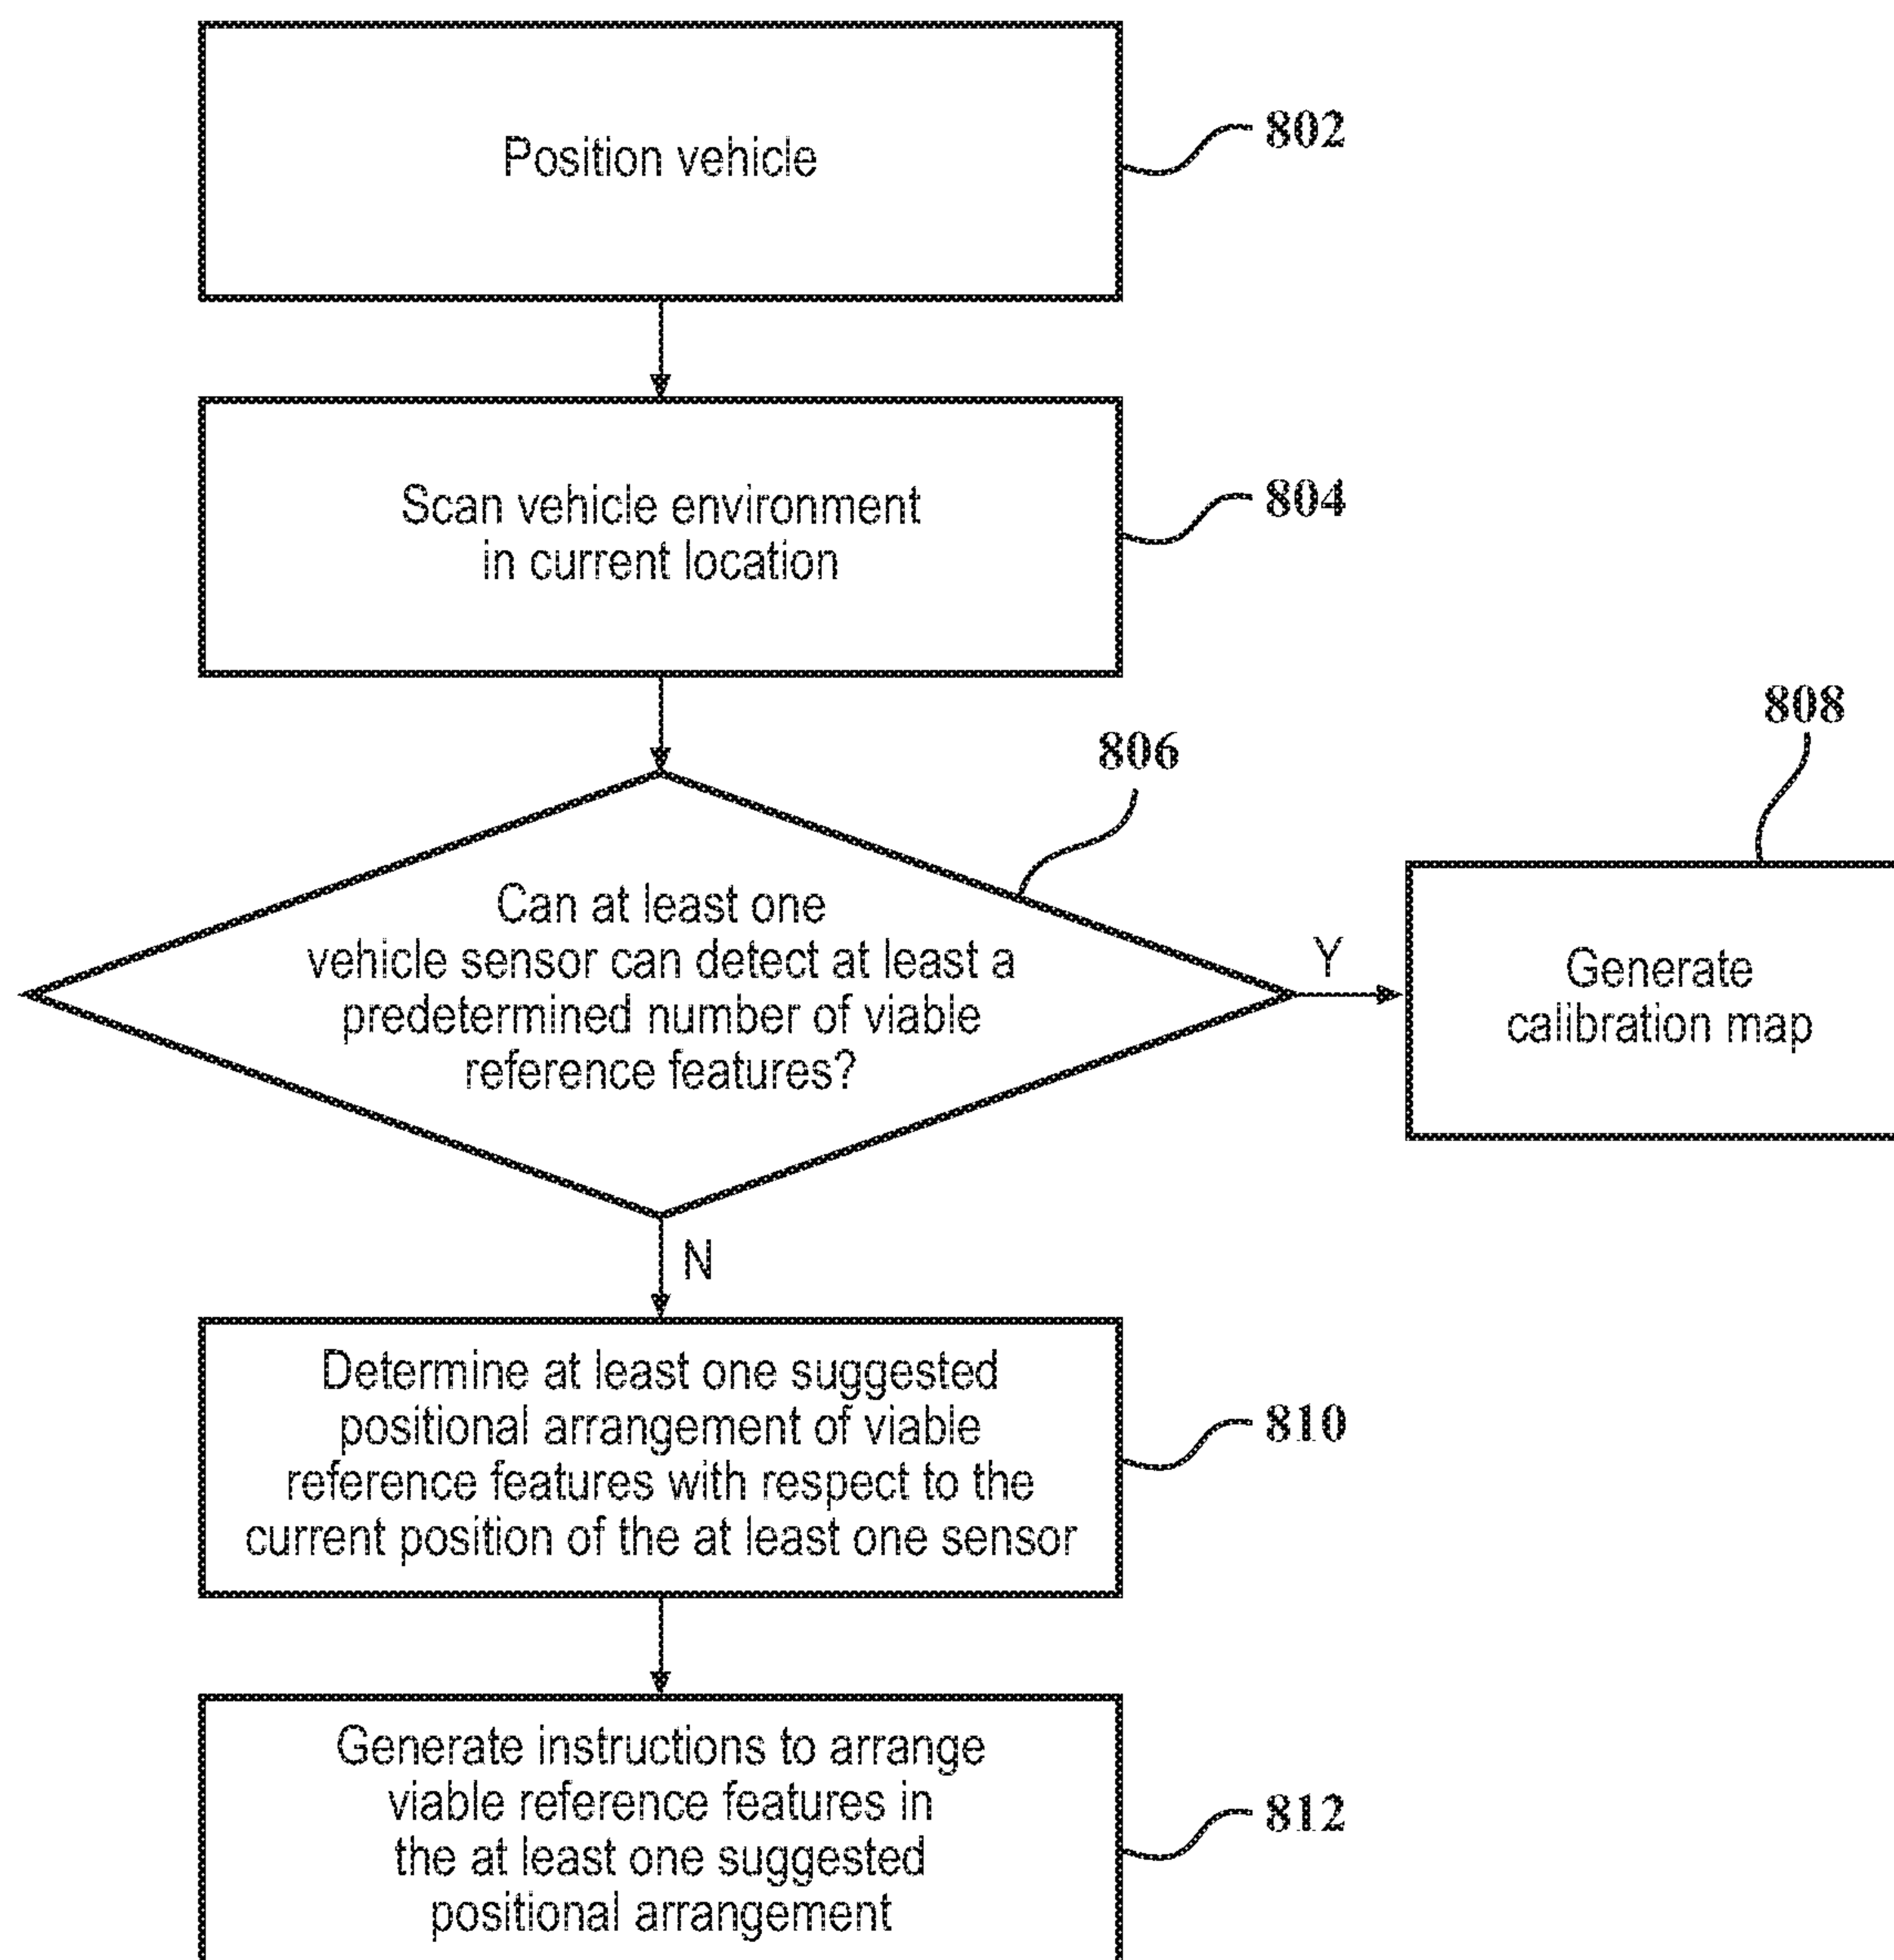 Position vehicle
802
Scan vehicle environment
in current location
804
806
808
Can at least one
vehicle sensor can detect at least a
predetermined number of viable
reference features?
Y
Generate
calibration map
N
Determine at least one suggested
positional arrangement of viable
reference features with respect to the
current position of the at least one sensor
810
Generate instructions to arrange
viable reference features in
the at least one suggested
positional arrangement
812